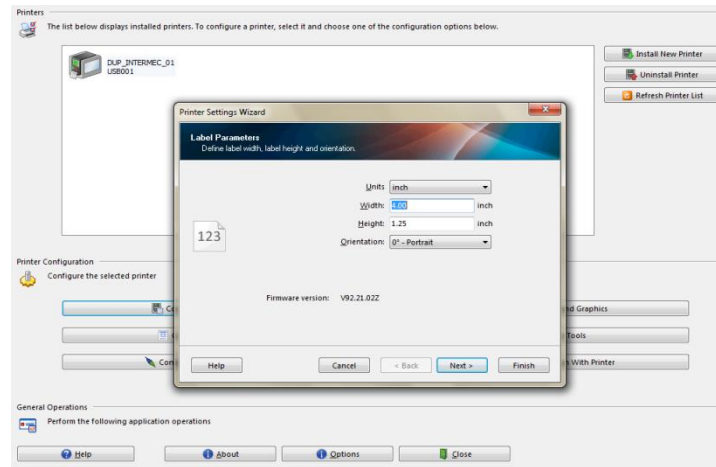 Printers
The list below displays installed printers. To configure a printer, select it and choose one of the configuration options below.
DUP_INTERMEC_01
USB001
Install New Printer
Uninstall Printer
Refresh Printer List
Printer Settings Wizard
Label Parameters
Define label width, label height and orientation.
Units inch
Width: 4.00 inch
Height: 1.25 inch
123
Orientation: 0° - Portrait
Firmware version: V92.21.02Z
Help Cancel < Back Next > Finish
Printer Configuration
Configure the selected printer
nd Graphics
Tools
With Printer
General Operations
Perform the following application operations
Help About Options Close